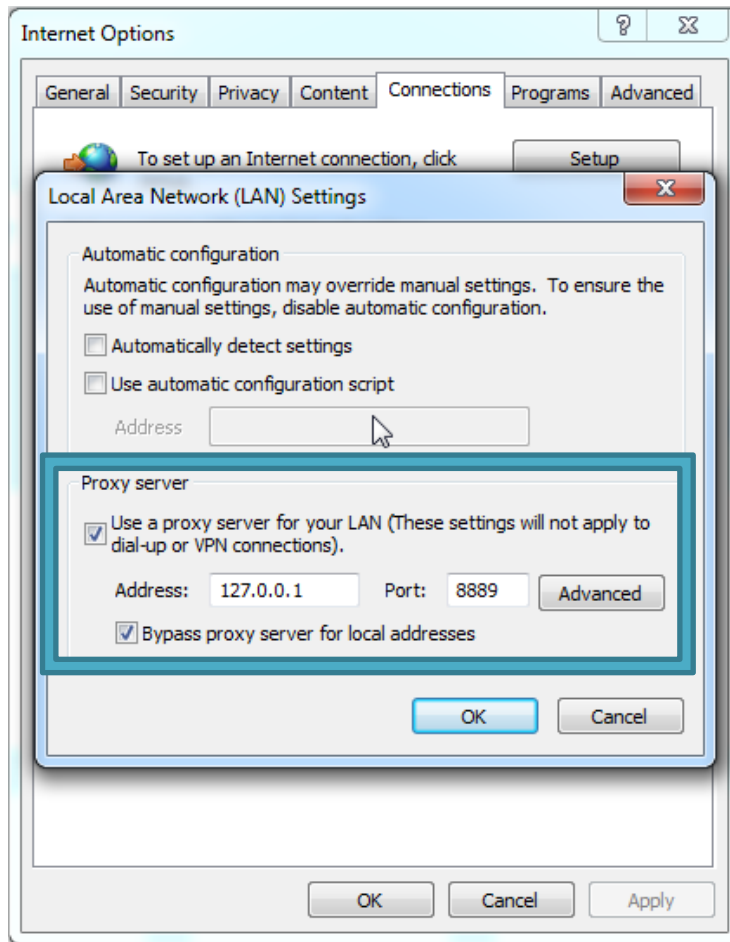 Internet Options
?
General Security Privacy Content Connections Programs Advanced
To set up an Internet connection, click
Setup
Local Area Network (LAN) Settings
Automatic configuration
Automatic configuration may override manual settings. To ensure the
use of manual settings, disable automatic configuration.
Automatically detect settings
Use automatic configuration script
Address
Proxy server
Use a proxy server for your LAN (These settings will not apply to
dial-up or VPN connections).
Address: 127.0.0.1 Port: 8889 Advanced
Bypass proxy server for local addresses
OK Cancel
OK Cancel Apply